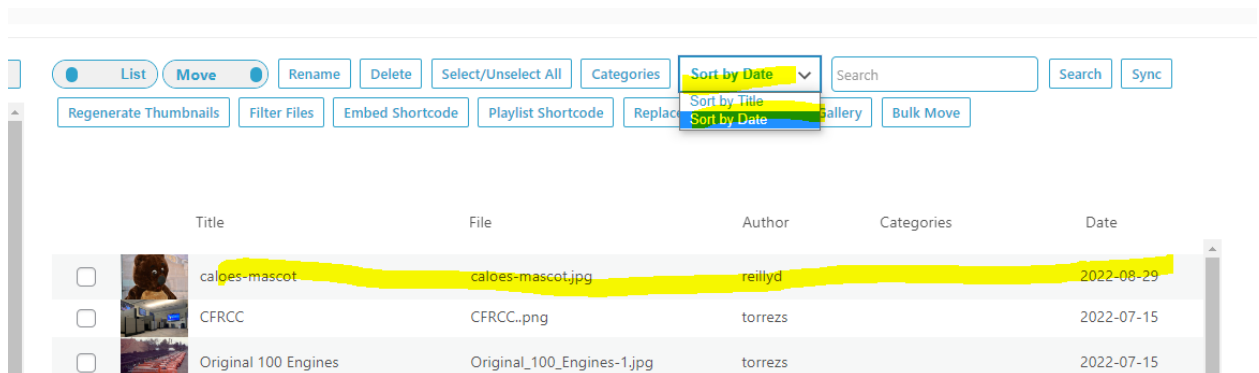 List Move Rename Delete Select/Unselect All Categories Sort by Date Search Search Sync
Sort by Title
Sort by Date
Regenerate Thumbnails Filter Files Embed Shortcode Playlist Shortcode Gallery Bulk Move
Title File Author Categories Date
caloes-mascot caloes-mascot.jpg reillyd 2022-08-29
CFRCC CFRCC..png torrezs 2022-07-15
Original 100 Engines Original_100_Engines-1.jpg torrezs 2022-07-15